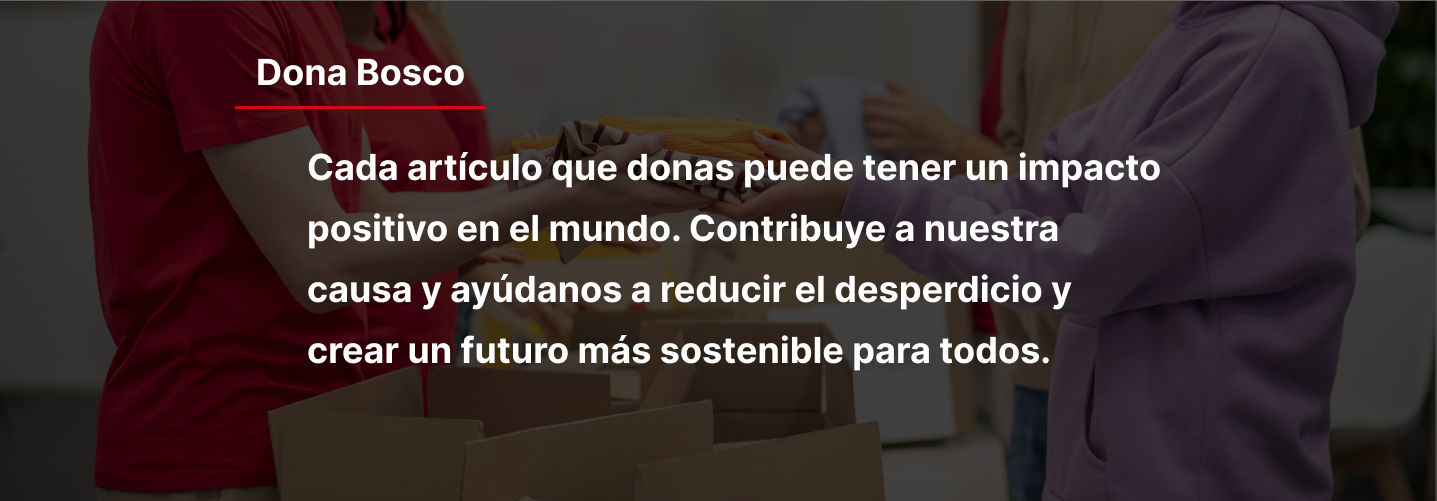 Dona Bosco
Cada artículo que donas puede tener un impacto
positivo en el mundo. Contribuye a nuestra
causa y ayúdanos a reducir el desperdicio y
crear un futuro más sostenible para todos.